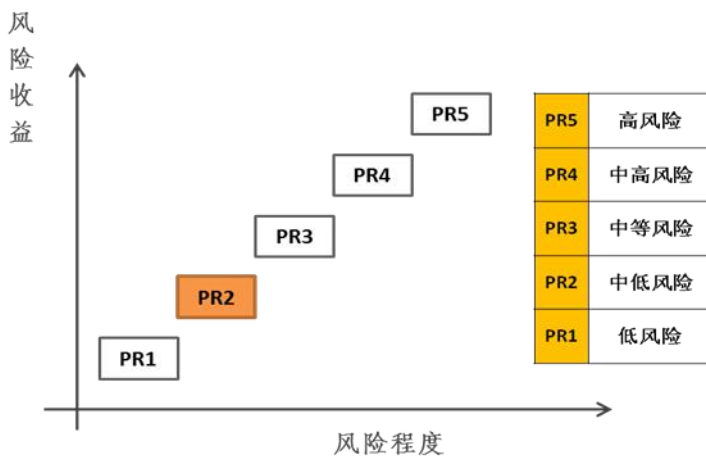 风险收益
PR5
PR4
PR3
PR2
PR1
风险程度
PR5 高风险
PR4 中高风险
PR3 中等风险
PR2 中低风险
PR1 低风险